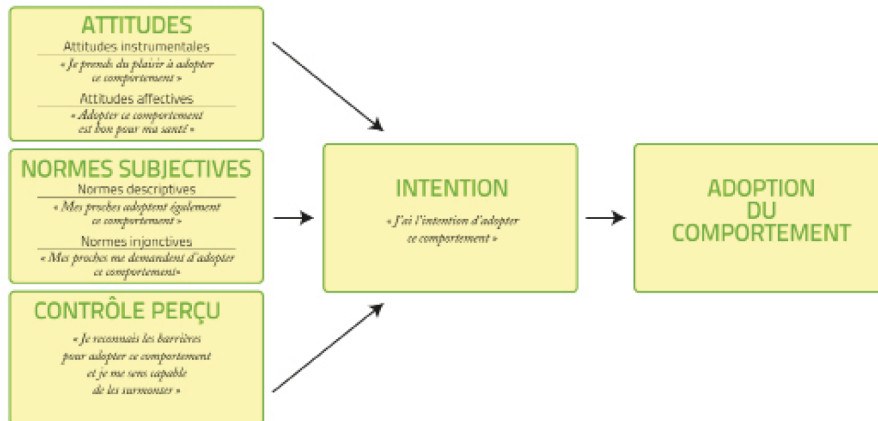 ATTITUDES
Attitudes instrumentales
« Je prends du plaisir à adopter
ce comportement »
Attitudes affectives
« Adopter ce comportement
est bon pour ma santé »
NORMES SUBJECTIVES
Normes descriptives
« Mes proches adoptent également
ce comportement »
Normes injonctives
« Mes proches me demandent d'adopter
ce comportement»
CONTRÔLE PERÇU
« Je reconnais les barrières
pour adopter ce comportement
et je me sens capable
de les surmonter »
INTENTION
« J'ai l'intention d'adopter
ce comportement »
ADOPTION
DU
COMPORTEMENT